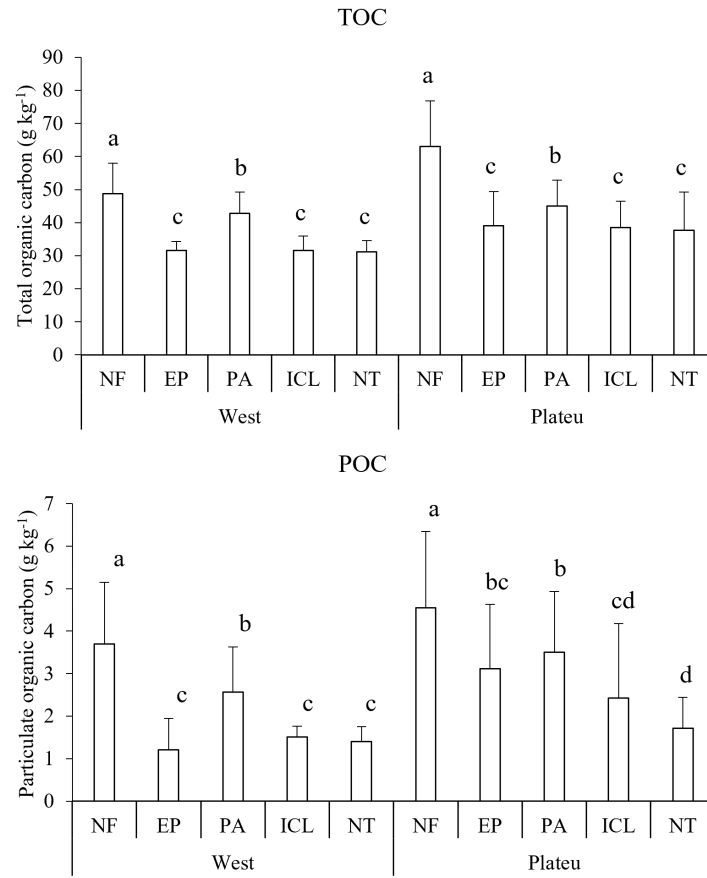 TOC
Total organic carbon (g kg⁻¹)
90
80
70
60
50
40
30
20
10
0
a
c
b
c
c
a
c
b
c
c
NF EP PA ICL NT NF EP PA ICL NT
West Plateu
POC
Particulate organic carbon (g kg⁻¹)
7
6
5
4
3
2
1
0
a
c
b
c
c
a
bc
b
cd
d
NF EP PA ICL NT NF EP PA ICL NT
West Plateu